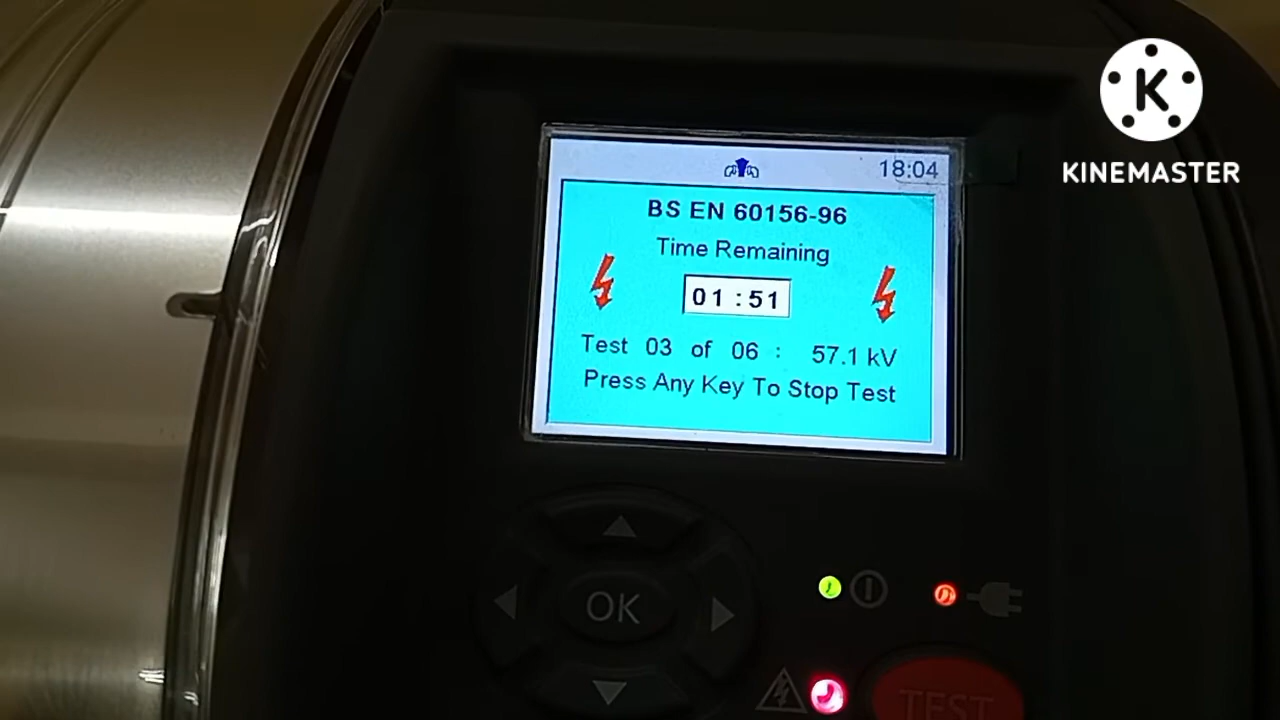 K
KINEMASTER
18:04
BS EN 60156-96
Time Remaining
01 : 51
Test 03 of 06 : 57.1 kV
Press Any Key To Stop Test
OK
TEST